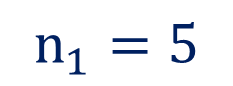 n₁ = 5